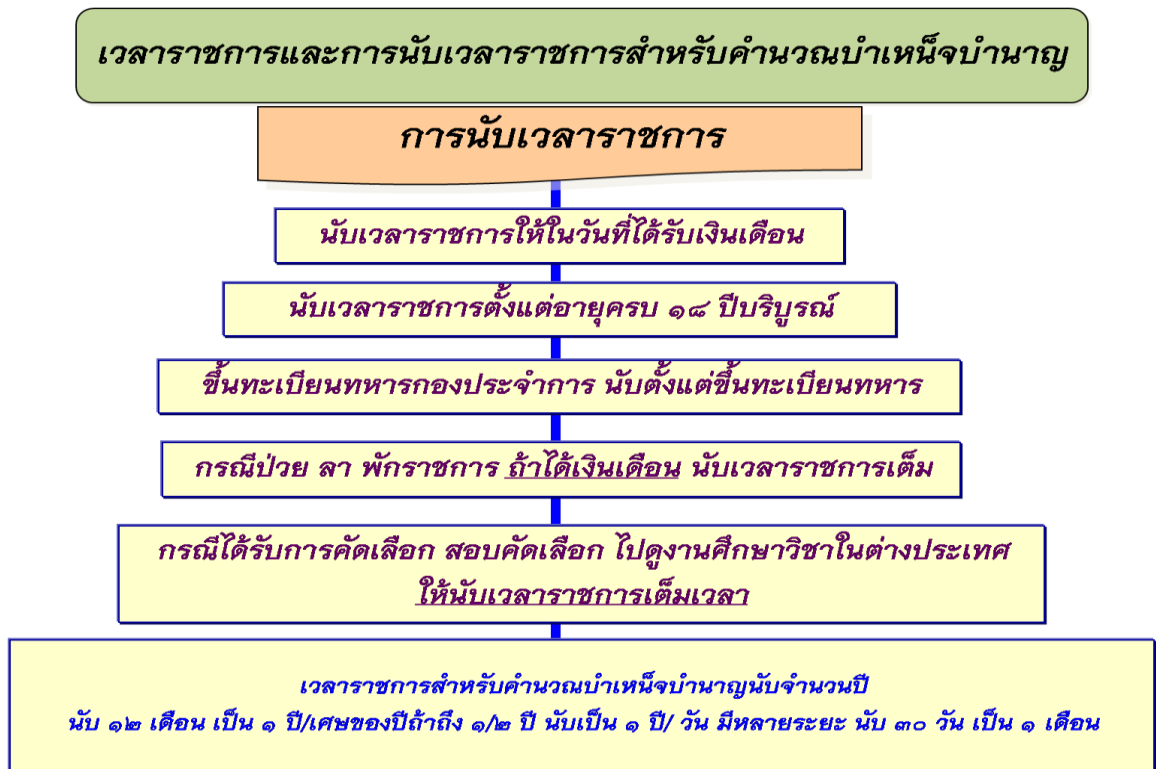 เวลาราชการและการนับเวลาราชการสำหรับคำนวณบำเหน็จบำนาญ
การนับเวลาราชการ
นับเวลาราชการให้ในวันที่ได้รับเงินเดือน
นับเวลาราชการตั้งแต่อายุครบ ๑๘ ปีบริบูรณ์
ขึ้นทะเบียนทหารกองประจำการ นับตั้งแต่ขึ้นทะเบียนทหาร
กรณีป่วย ลา พักราชการ ถ้าได้เงินเดือน นับเวลาราชการเต็ม
กรณีได้รับการคัดเลือก สอบคัดเลือก ไปดูงานศึกษาวิชาในต่างประเทศ
ให้นับเวลาราชการเต็มเวลา
เวลาราชการสำหรับคำนวณบำเหน็จบำนาญนับจำนวนปี
นับ ๑๒ เดือน เป็น ๑ ปี/เศษของปีถ้าถึง ๑/๒ ปี นับเป็น ๑ ปี/ วัน มีหลายระยะ นับ ๓๐ วัน เป็น ๑ เดือน